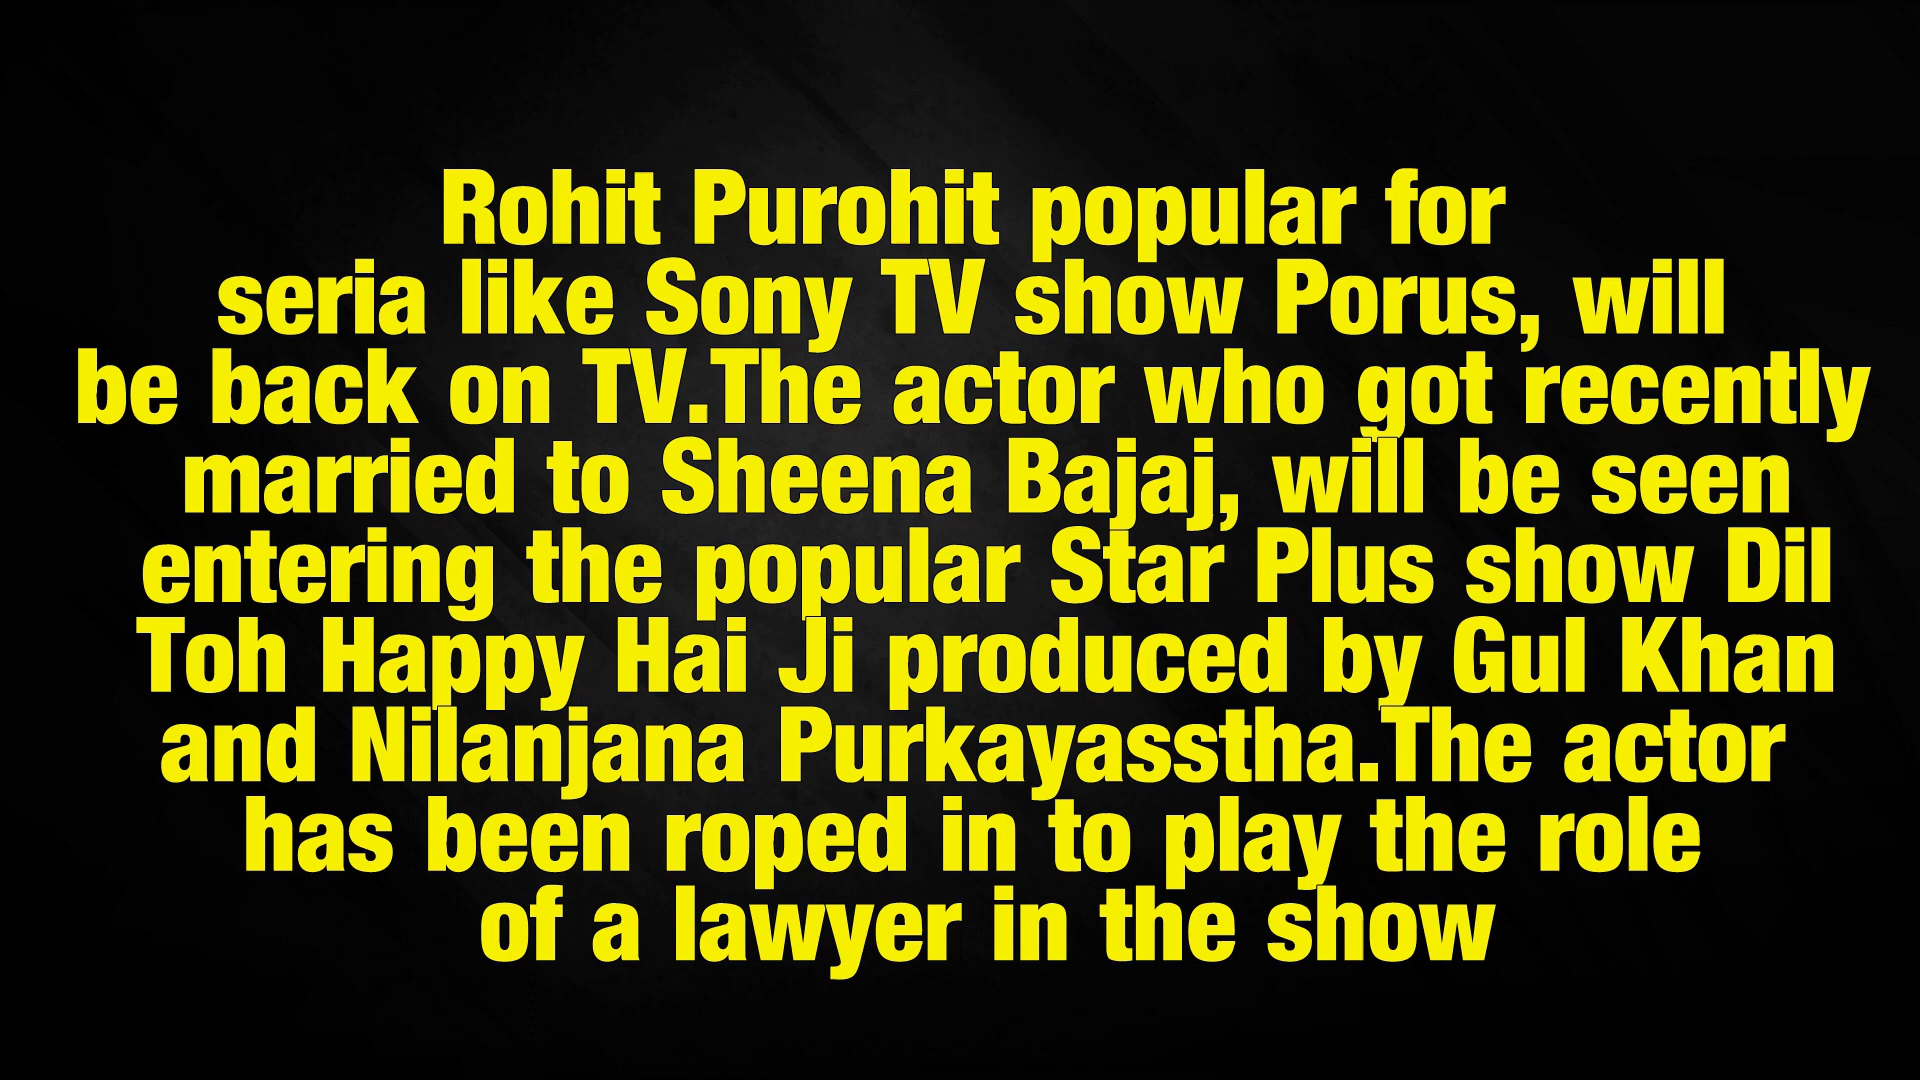 Rohit Purohit popular for
seria like Sony TV show Porus, will
be back on TV.The actor who got recently
married to Sheena Bajaj, will be seen
entering the popular Star Plus show Dil
Toh Happy Hai Ji produced by Gul Khan
and Nilanjana Purkayasstha.The actor
has been roped in to play the role
of a lawyer in the show